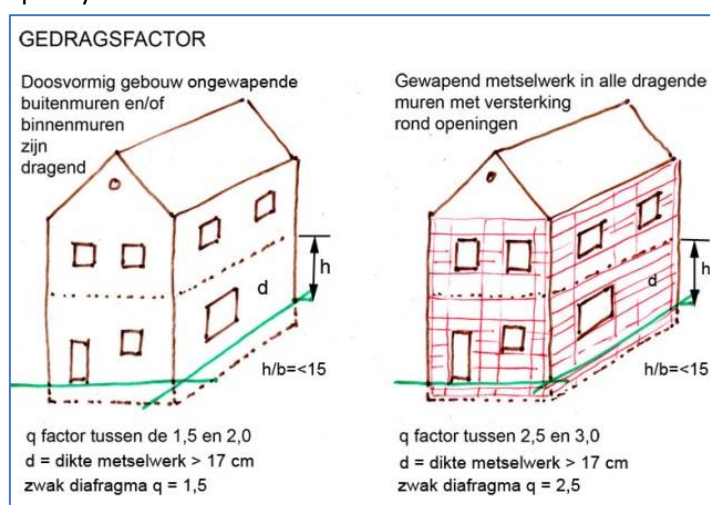 GEDRAGSFACTOR
Doosvormig gebouw ongewapende
buitenmuren en/of
binnenmuren
zijn
dragend
h
d
h/b=<15
q factor tussen de 1,5 en 2,0
d = dikte metselwerk > 17 cm
zwak diafragma q = 1,5
Gewapend metselwerk in alle dragende
muren met versterking
rond openingen
h
d
h/b=<15
q factor tussen 2,5 en 3,0
d = dikte metselwerk > 17 cm
zwak diafragma q = 2,5